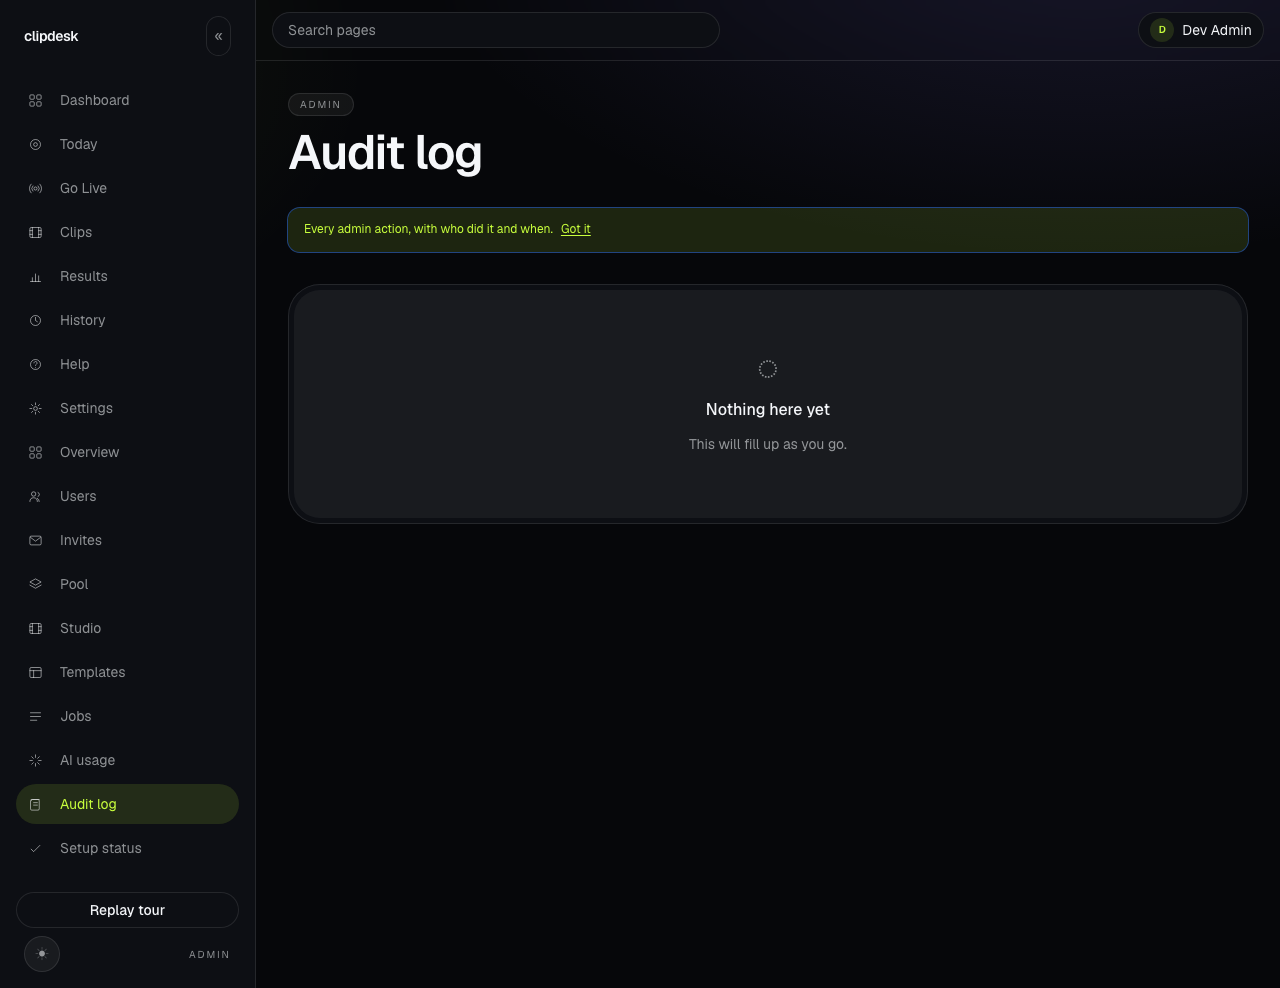 clipdesk
«
Search pages
D
Dev Admin
Dashboard
Today
Go Live
Clips
Results
History
Help
Settings
Overview
Users
Invites
Pool
Studio
Templates
Jobs
AI usage
Audit log
Setup status
Replay tour
ADMIN
ADMIN
Audit log
Every admin action, with who did it and when. Got it
Nothing here yet
This will fill up as you go.